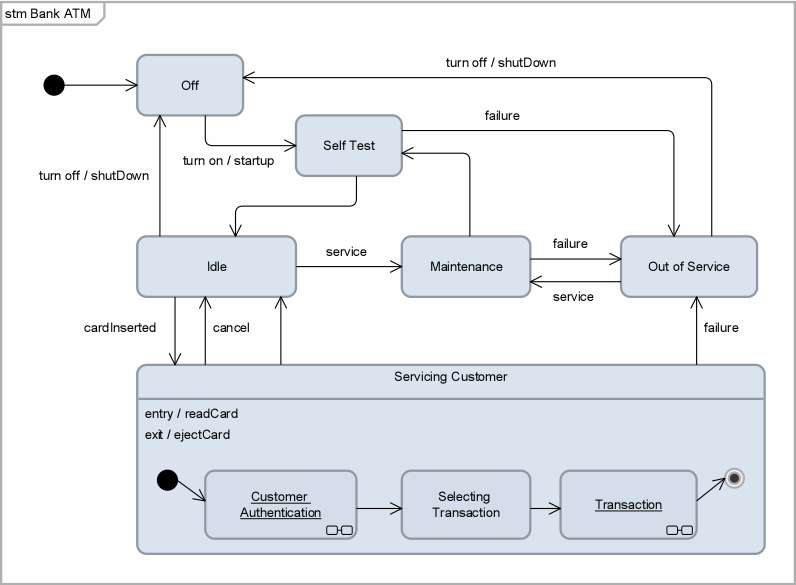 stm Bank ATM
turn off / shutDown
Off
failure
Self Test
turn on / startup
turn off / shutDown
service
failure
Idle
Maintenance
Out of Service
service
cardInserted
cancel
failure
Servicing Customer
entry / readCard
exit / ejectCard
Customer
Authentication
Selecting
Transaction
Transaction